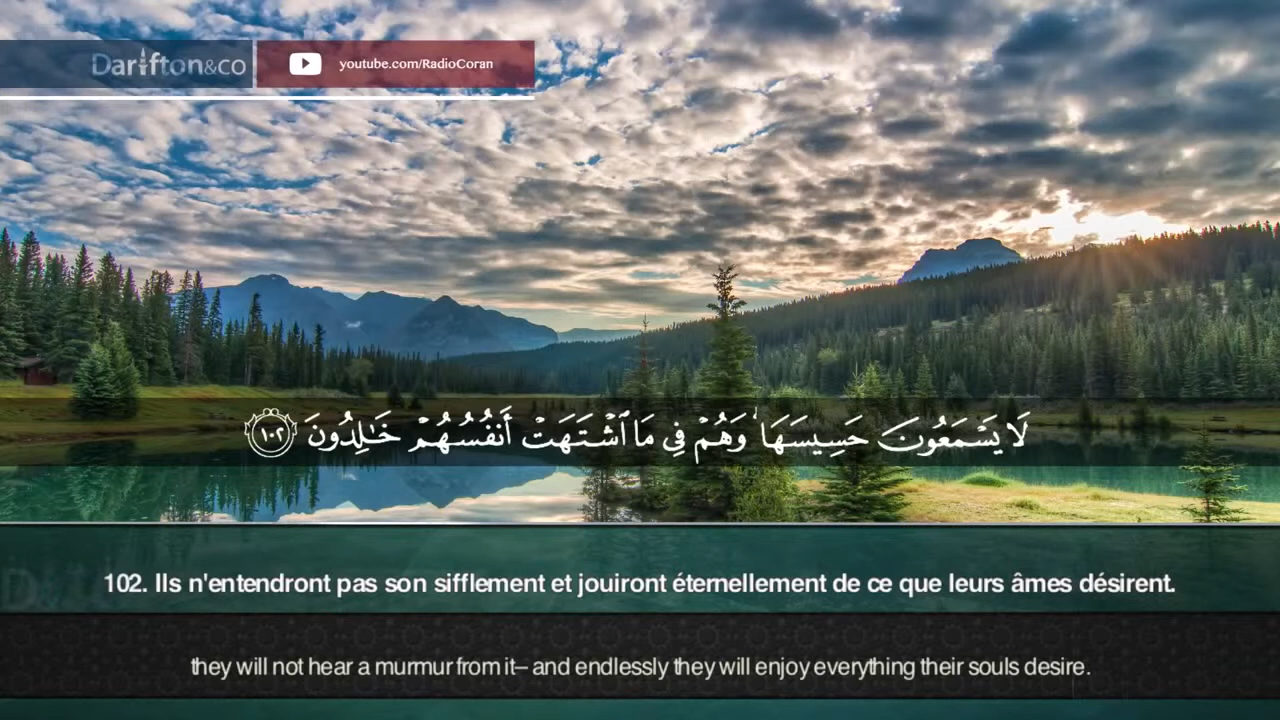 Darifton&co
youtube.com/RadioCoran
لَا يَسْمَعُونَ حَسِيسَهَا ۖ وَهُمْ فِي مَا ٱشْتَهَتْ أَنفُسُهُمْ خَٰلِدُونَ ١٠٢
102. Ils n'entendront pas son sifflement et jouiront éternellement de ce que leurs âmes désirent.
they will not hear a murmur from it– and endlessly they will enjoy everything their souls desire.